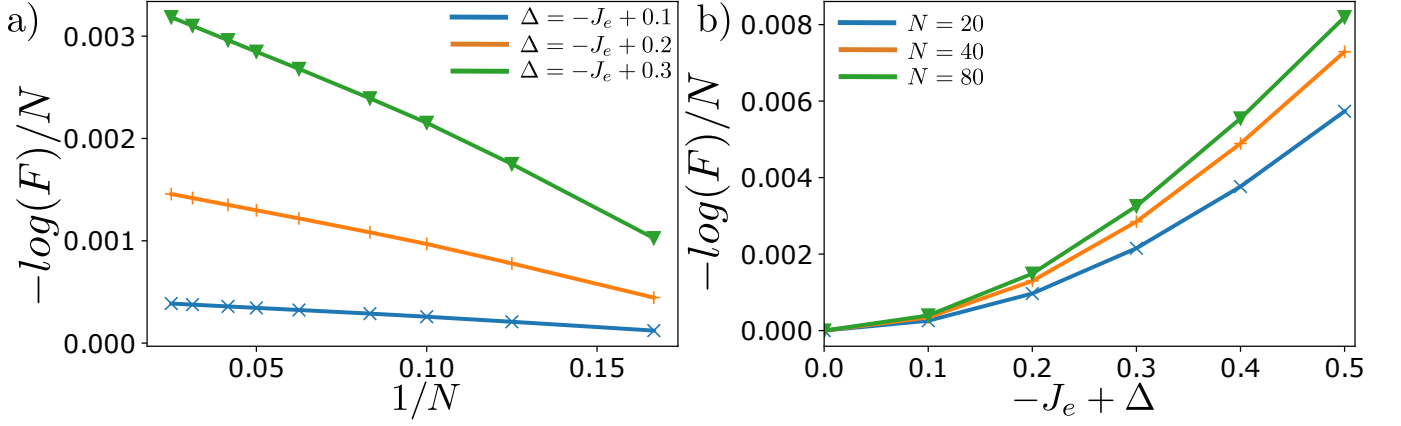 a)
−log(F)/N
0.003
0.002
0.001
0.000
Δ = −J_e + 0.1
Δ = −J_e + 0.2
Δ = −J_e + 0.3
0.05 0.10 0.15
1/N
b)
−log(F)/N
0.008
0.006
0.004
0.002
0.000
N = 20
N = 40
N = 80
0.0 0.1 0.2 0.3 0.4 0.5
−J_e + Δ